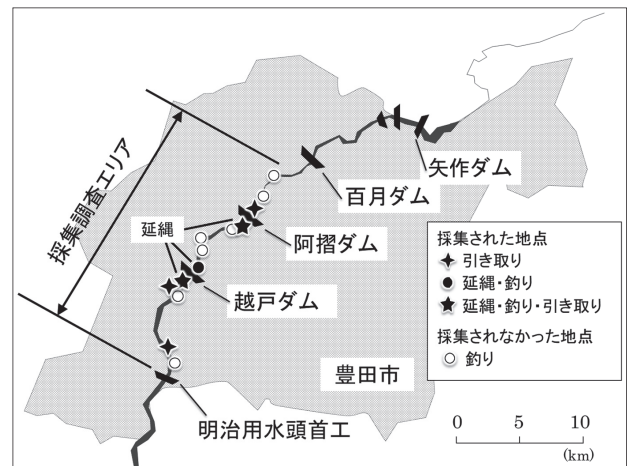 採集調査エリア
延縄
矢作ダム
百月ダム
阿摺ダム
越戸ダム
豊田市
明治用水頭首工
採集された地点
引き取り
延縄・釣り
延縄・釣り・引き取り
採集されなかった地点
釣り
0 5 10
(km)